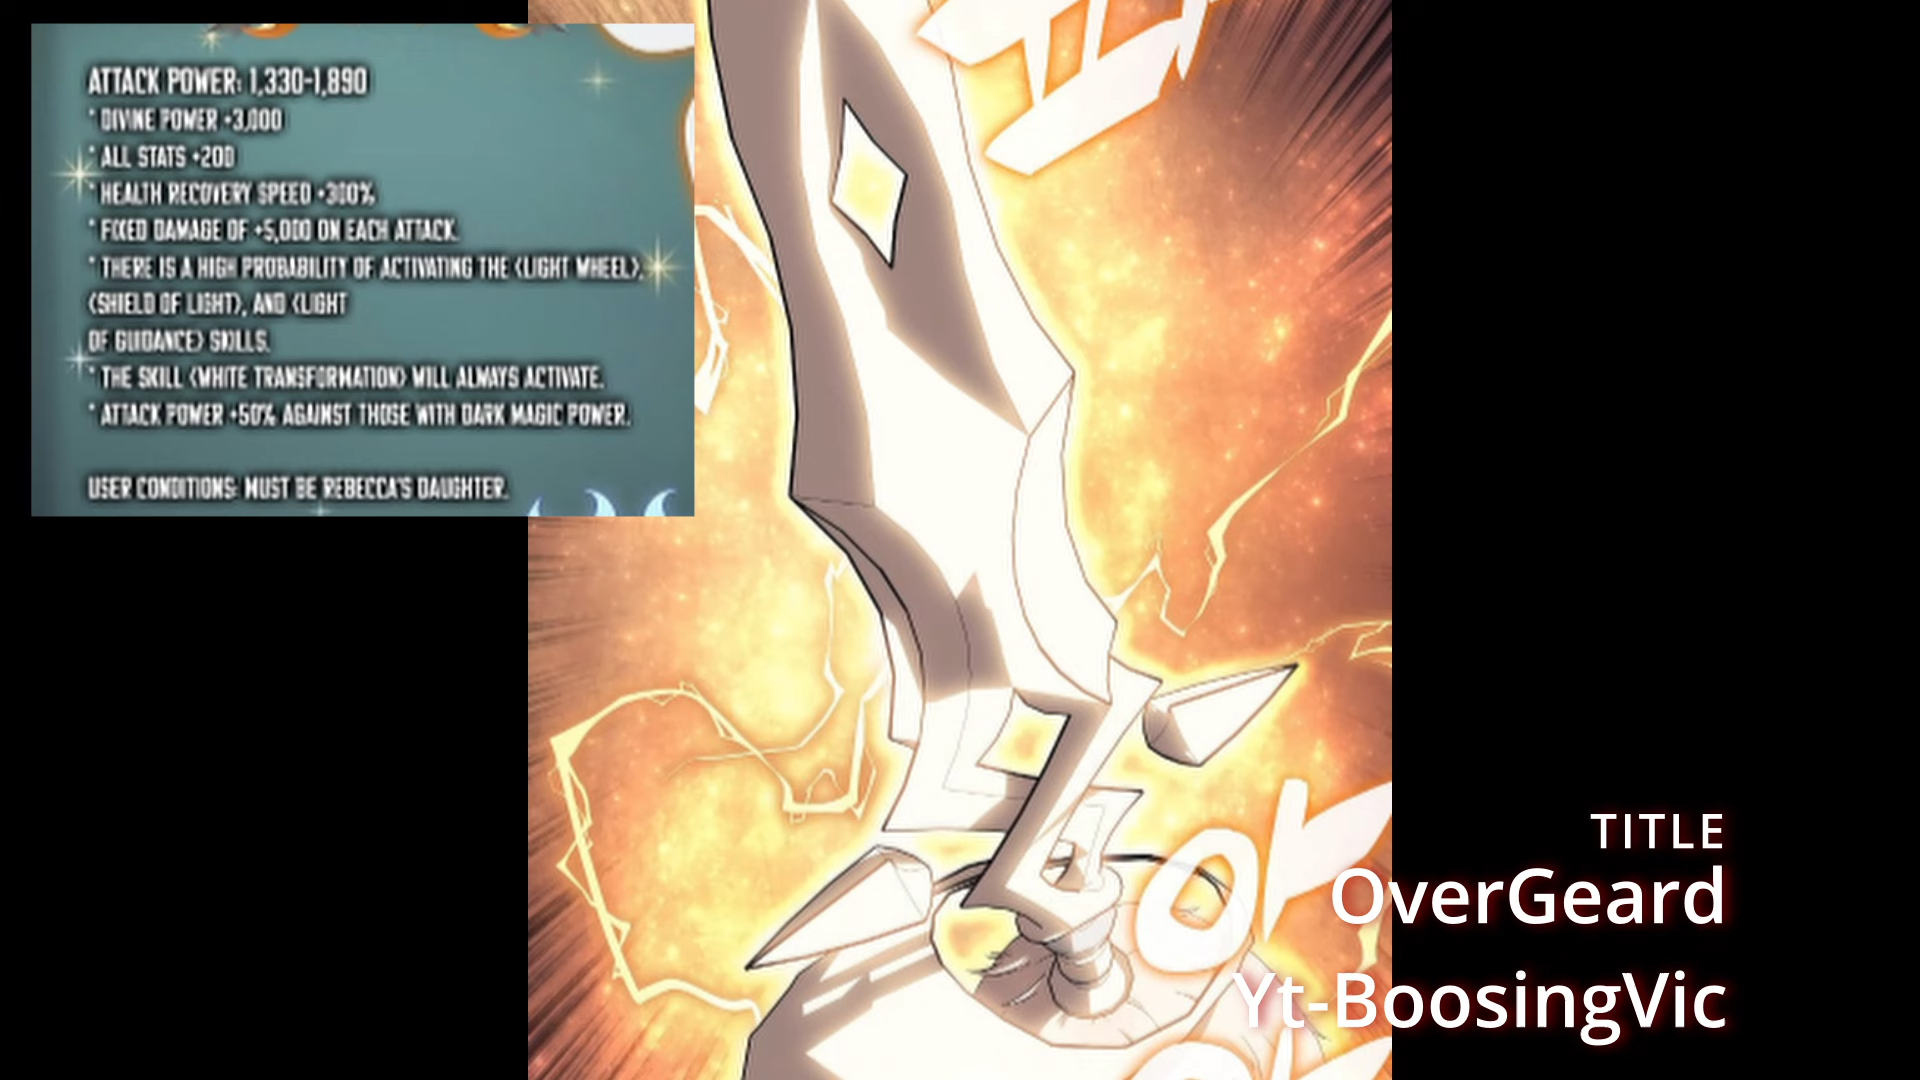 ATTACK POWER: 1,330-1,890
* DIVINE POWER +3,000
* ALL STATS +200
* HEALTH RECOVERY SPEED +300%
* FIXED DAMAGE OF +5,000 ON EACH ATTACK.
* THERE IS A HIGH PROBABILITY OF ACTIVATING THE <LIGHT WHEEL>,
<SHIELD OF LIGHT>, AND <LIGHT
OF GUIDANCE> SKILLS.
* THE SKILL <WHITE TRANSFORMATION> WILL ALWAYS ACTIVATE.
* ATTACK POWER +50% AGAINST THOSE WITH DARK MAGIC POWER.
USER CONDITIONS: MUST BE REBECCA'S DAUGHTER.
TITLE
OverGeard
Yt-BoosingVic